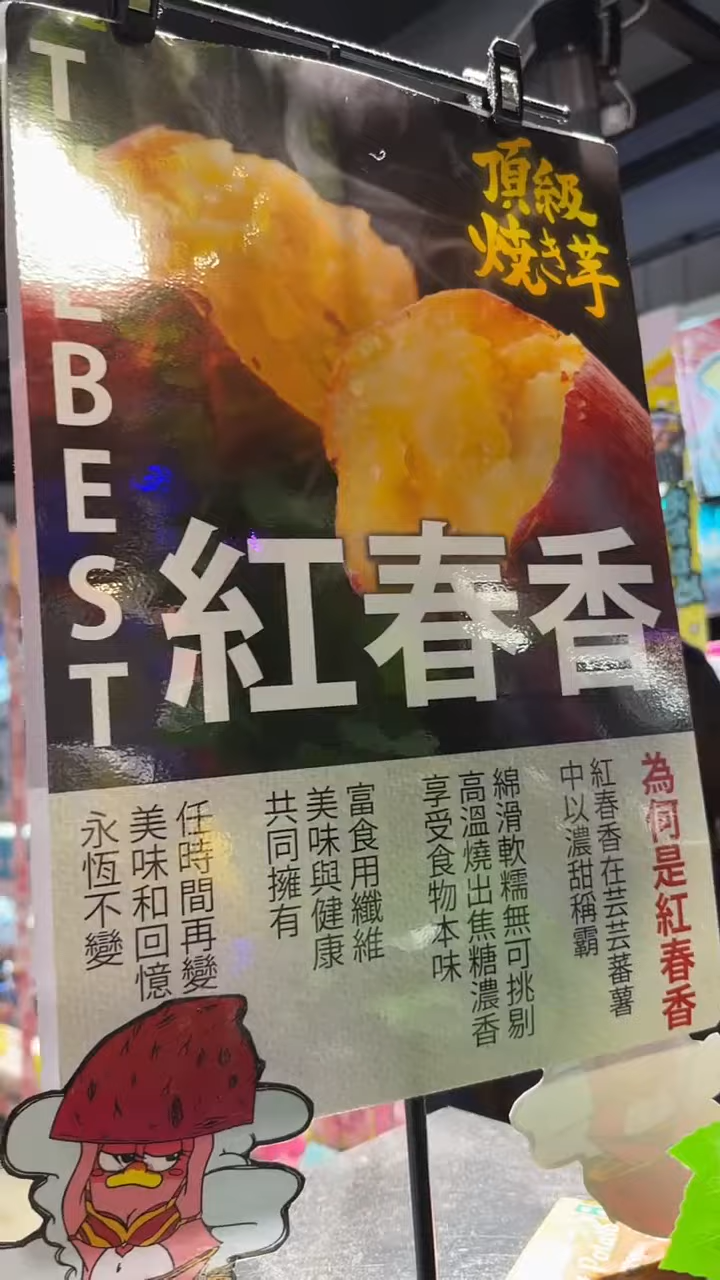 THE BEST
頂級
焼き芋
紅春香
為何是紅春香
紅春香在芸芸蕃薯
中以濃甜稱霸
綿滑軟糯無可挑剔
高溫燒出焦糖濃香
享受食物本味
富食用纖維
美味與健康
共同擁有
任時間再變
美味和回憶
永恆不變